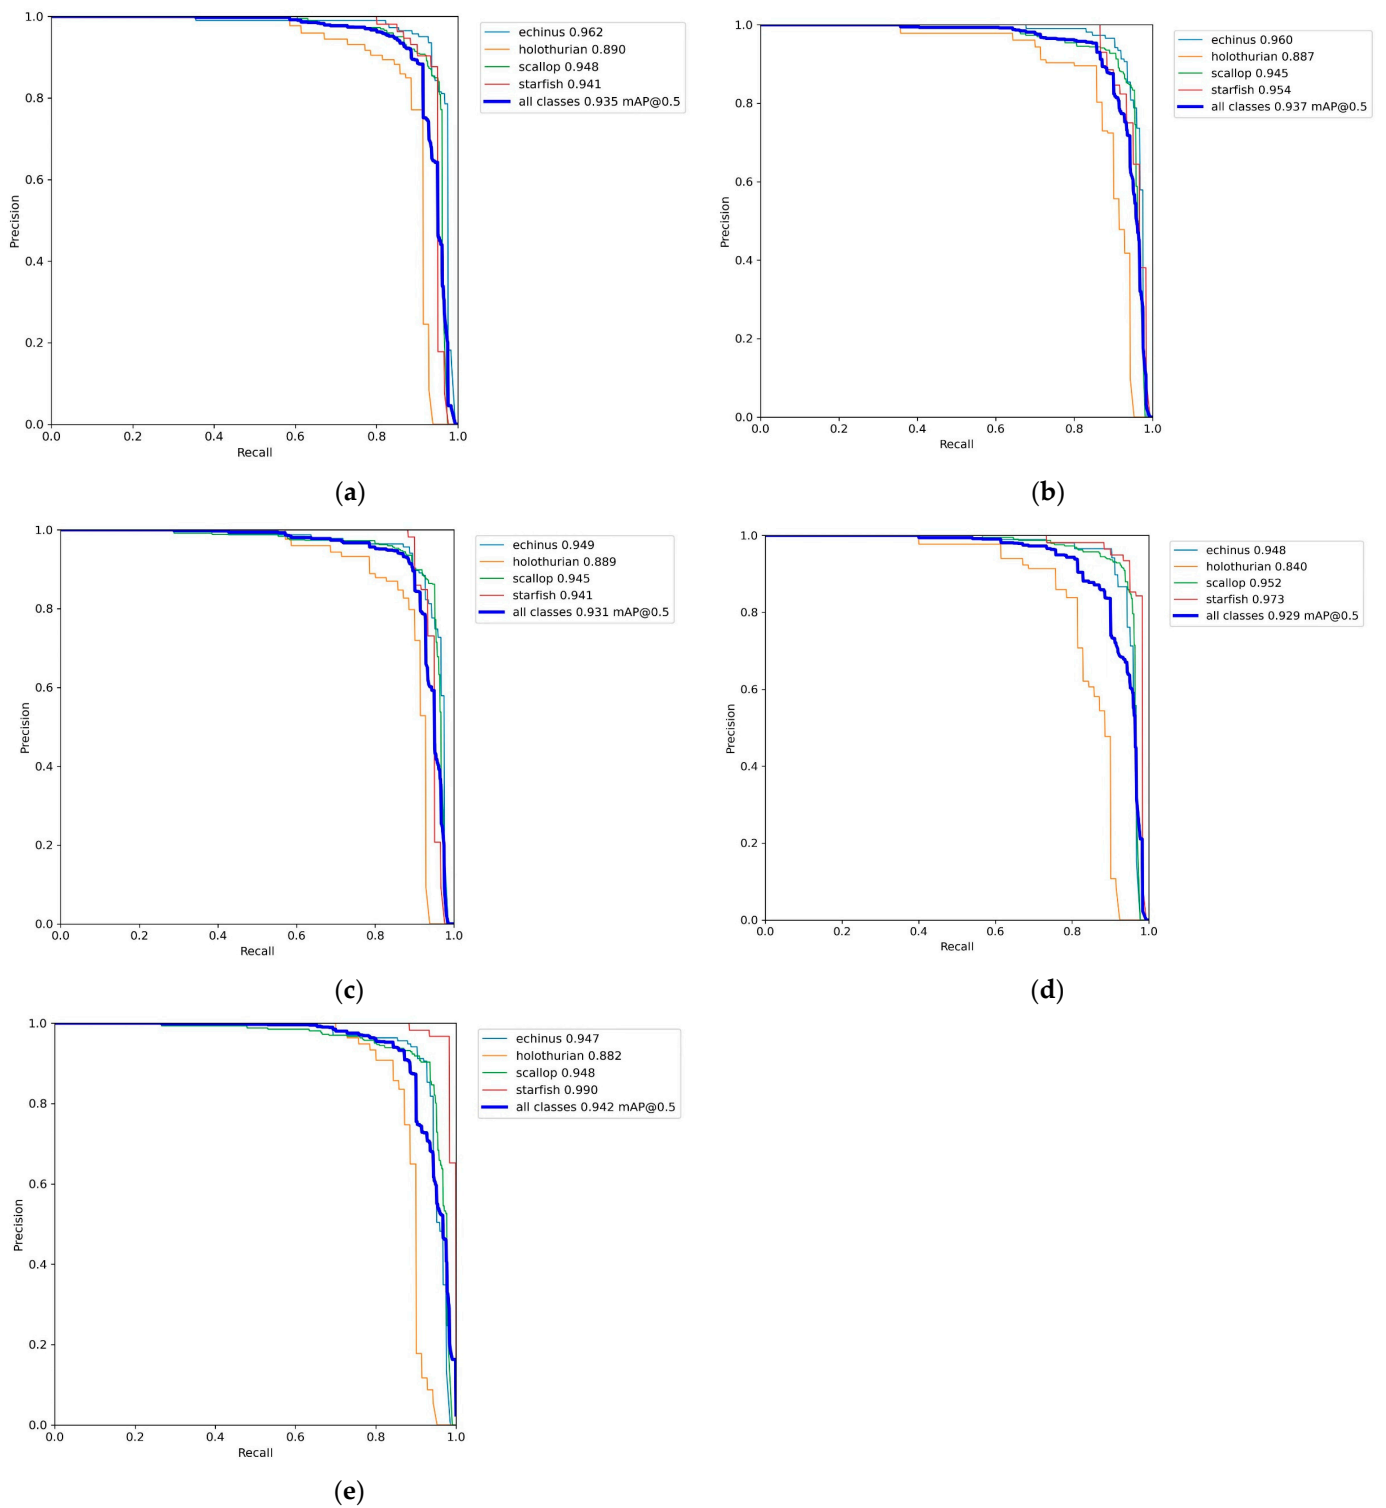 echinus 0.962
holothurian 0.890
scallop 0.948
starfish 0.941
all classes 0.935 mAP@0.5
1.0
0.8
0.6
0.4
0.2
0.0
Precision
0.0 0.2 0.4 0.6 0.8 1.0
Recall
(a)
echinus 0.960
holothurian 0.887
scallop 0.945
starfish 0.954
all classes 0.937 mAP@0.5
1.0
0.8
0.6
0.4
0.2
0.0
Precision
0.0 0.2 0.4 0.6 0.8 1.0
Recall
(b)
echinus 0.949
holothurian 0.889
scallop 0.945
starfish 0.941
all classes 0.931 mAP@0.5
1.0
0.8
0.6
0.4
0.2
0.0
Precision
0.0 0.2 0.4 0.6 0.8 1.0
Recall
(c)
echinus 0.948
holothurian 0.840
scallop 0.952
starfish 0.973
all classes 0.929 mAP@0.5
1.0
0.8
0.6
0.4
0.2
0.0
Precision
0.0 0.2 0.4 0.6 0.8 1.0
Recall
(d)
echinus 0.947
holothurian 0.882
scallop 0.948
starfish 0.990
all classes 0.942 mAP@0.5
1.0
0.8
0.6
0.4
0.2
0.0
Precision
0.0 0.2 0.4 0.6 0.8 1.0
Recall
(e)